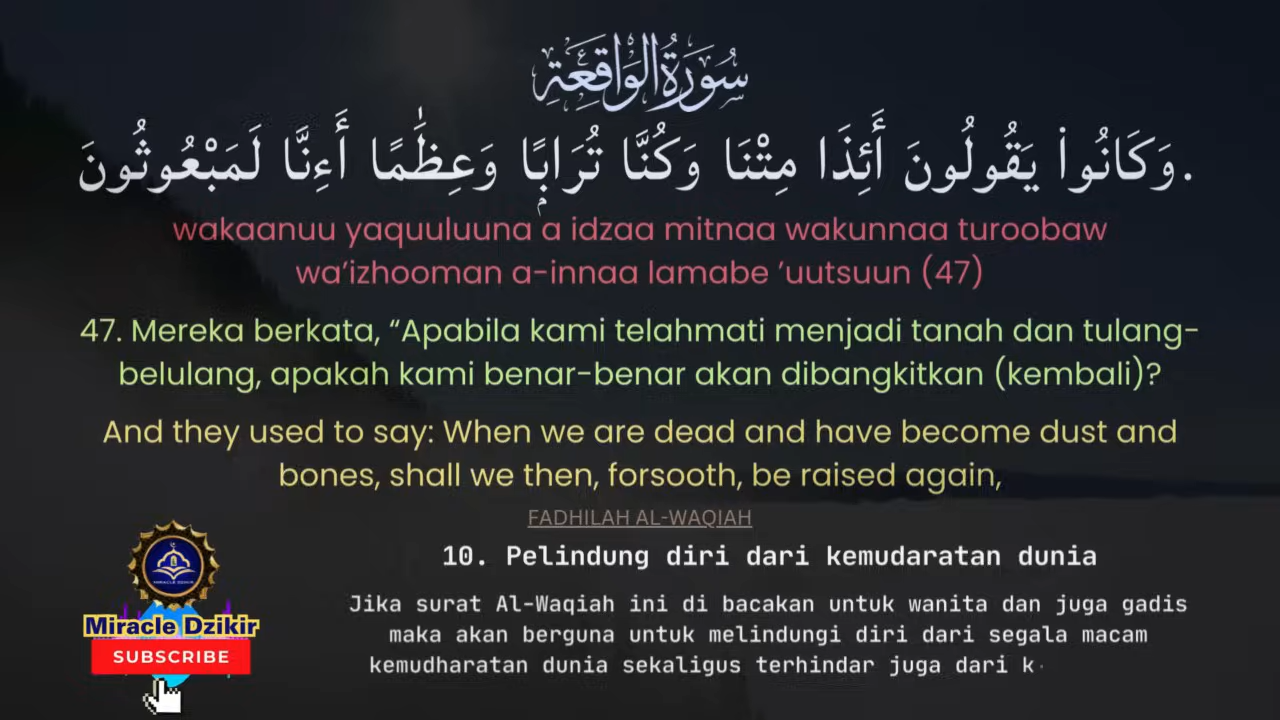 سُورَةُ الوَاقِعَةِ
وَكَانُوا۟ يَقُولُونَ أَئِذَا مِتْنَا وَكُنَّا تُرَابًۭا وَعِظَٰمًا أَءِنَّا لَمَبْعُوثُونَ.
wakaanuu yaquuluuna a idzaa mitnaa wakunnaa turoobaw
wa’izhooman a-innaa lamabe ’uutsuun (47)
47. Mereka berkata, “Apabila kami telahmati menjadi tanah dan tulang-
belulang, apakah kami benar-benar akan dibangkitkan (kembali)?
And they used to say: When we are dead and have become dust and
bones, shall we then, forsooth, be raised again,
FADHILAH AL-WAQIAH
10. Pelindung diri dari kemudaratan dunia
Jika surat Al-Waqiah ini di bacakan untuk wanita dan juga gadis
maka akan berguna untuk melindungi diri dari segala macam
kemudharatan dunia sekaligus terhindar juga dari k
MIRACLE DZIKIR
Miracle Dzikir
SUBSCRIBE